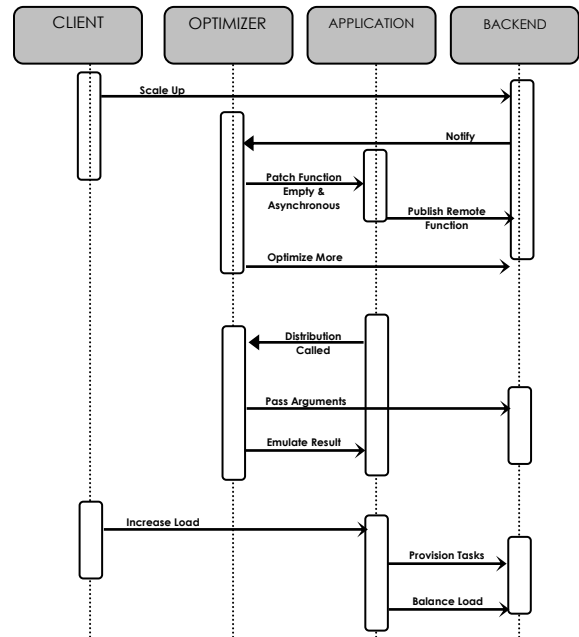 CLIENT
OPTIMIZER
APPLICATION
BACKEND
Scale Up
Notify
Patch Function
Empty &
Asynchronous
Publish Remote
Function
Optimize More
Distribution
Called
Pass Arguments
Emulate Result
Increase Load
Provision Tasks
Balance Load